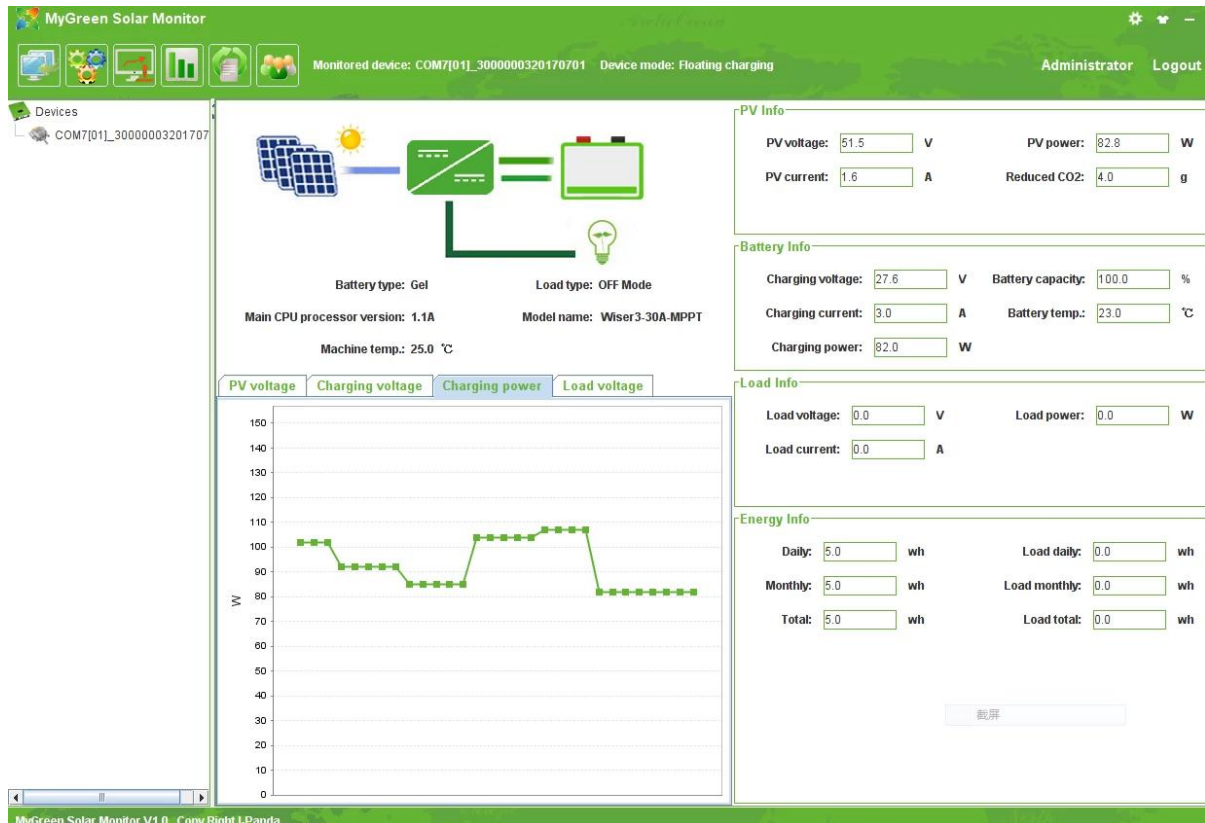 MyGreen Solar Monitor
Monitored device: COM7[01]_3000000320170701 Device mode: Floating charging
Administrator Logout
Devices
COM7[01]_30000003201707
Battery type: Gel Load type: OFF Mode
Main CPU processor version: 1.1A Model name: Wiser3-30A-MPPT
Machine temp.: 25.0 ℃
PV voltage Charging voltage Charging power Load voltage
150
140
130
120
110
100
90
80
70
60
50
40
30
20
10
0
W
PV Info
PV voltage: 51.5 V PV power: 82.8 W
PV current: 1.6 A Reduced CO2: 4.0 g
Battery Info
Charging voltage: 27.6 V Battery capacity: 100.0 %
Charging current: 3.0 A Battery temp.: 23.0 ℃
Charging power: 82.0 W
Load Info
Load voltage: 0.0 V Load power: 0.0 W
Load current: 0.0 A
Energy Info
Daily: 5.0 wh Load daily: 0.0 wh
Monthly: 5.0 wh Load monthly: 0.0 wh
Total: 5.0 wh Load total: 0.0 wh
截屏
MyGreen Solar Monitor V1.0 Copy Right I-Panda